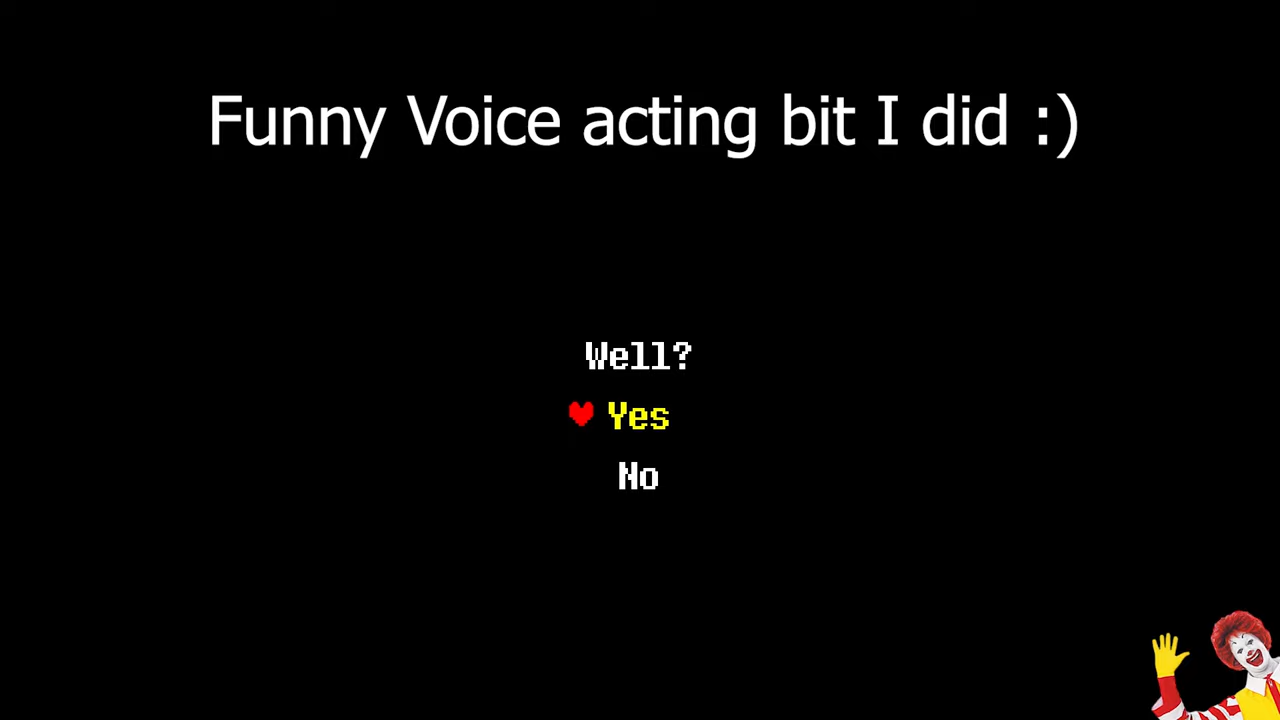 Funny Voice acting bit I did :)
Well?
Yes
No